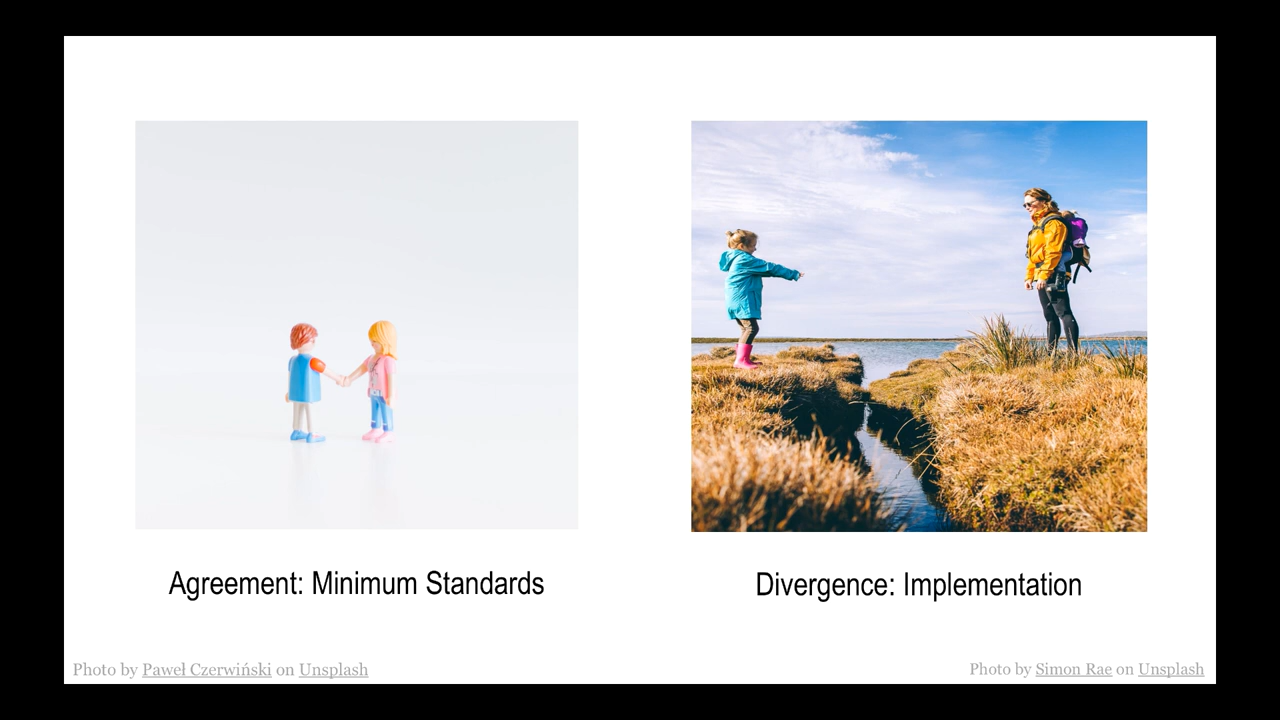 Agreement: Minimum Standards
Divergence: Implementation
Photo by Paweł Czerwiński on Unsplash
Photo by Simon Rae on Unsplash